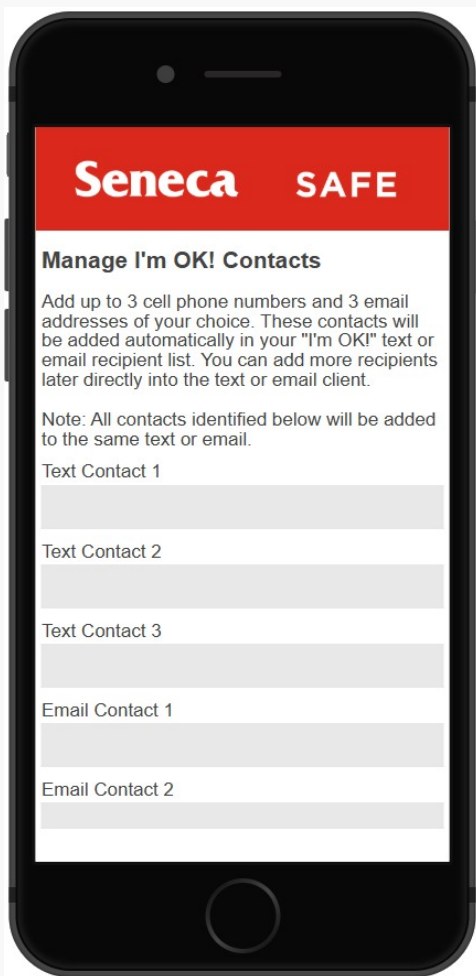 Seneca SAFE
Manage I'm OK! Contacts
Add up to 3 cell phone numbers and 3 email
addresses of your choice. These contacts will
be added automatically in your "I'm OK!" text or
email recipient list. You can add more recipients
later directly into the text or email client.
Note: All contacts identified below will be added
to the same text or email.
Text Contact 1
Text Contact 2
Text Contact 3
Email Contact 1
Email Contact 2